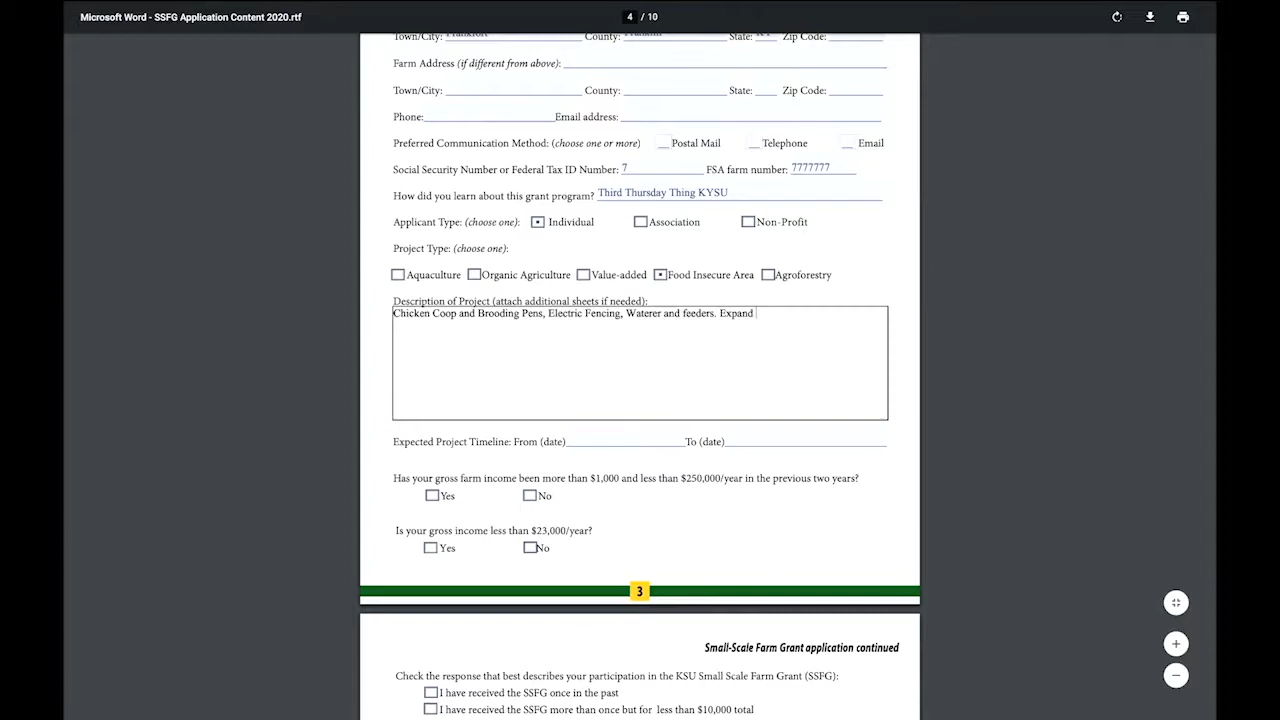 Microsoft Word - SSFG Application Content 2020.rtf 4 / 10
Town/City: Frankfort County: Franklin State: KY Zip Code:
Farm Address (if different from above):
Town/City: County: State: Zip Code:
Phone: Email address:
Preferred Communication Method: (choose one or more) Postal Mail Telephone Email
Social Security Number or Federal Tax ID Number: 7 FSA farm number: 7777777
How did you learn about this grant program? Third Thursday Thing KYSU
Applicant Type: (choose one): Individual Association Non-Profit
Project Type: (choose one):
Aquaculture Organic Agriculture Value-added Food Insecure Area Agroforestry
Description of Project (attach additional sheets if needed):
Chicken Coop and Brooding Pens, Electric Fencing, Waterer and feeders. Expand
Expected Project Timeline: From (date) To (date)
Has your gross farm income been more than $1,000 and less than $250,000/year in the previous two years?
Yes No
Is your gross income less than $23,000/year?
Yes No
3
Small-Scale Farm Grant application continued
Check the response that best describes your participation in the KSU Small Scale Farm Grant (SSFG):
I have received the SSFG once in the past
I have received the SSFG more than once but for less than $10,000 total